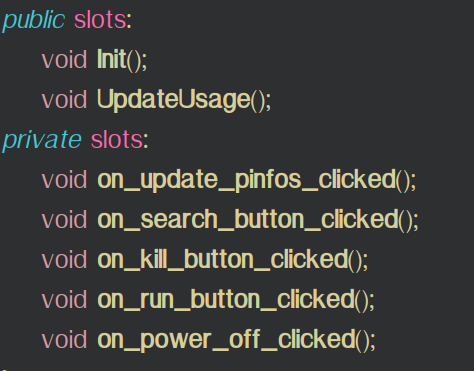 public slots:
void Init();
void UpdateUsage();
private slots:
void on_update_pinfos_clicked();
void on_search_button_clicked();
void on_kill_button_clicked();
void on_run_button_clicked();
void on_power_off_clicked();